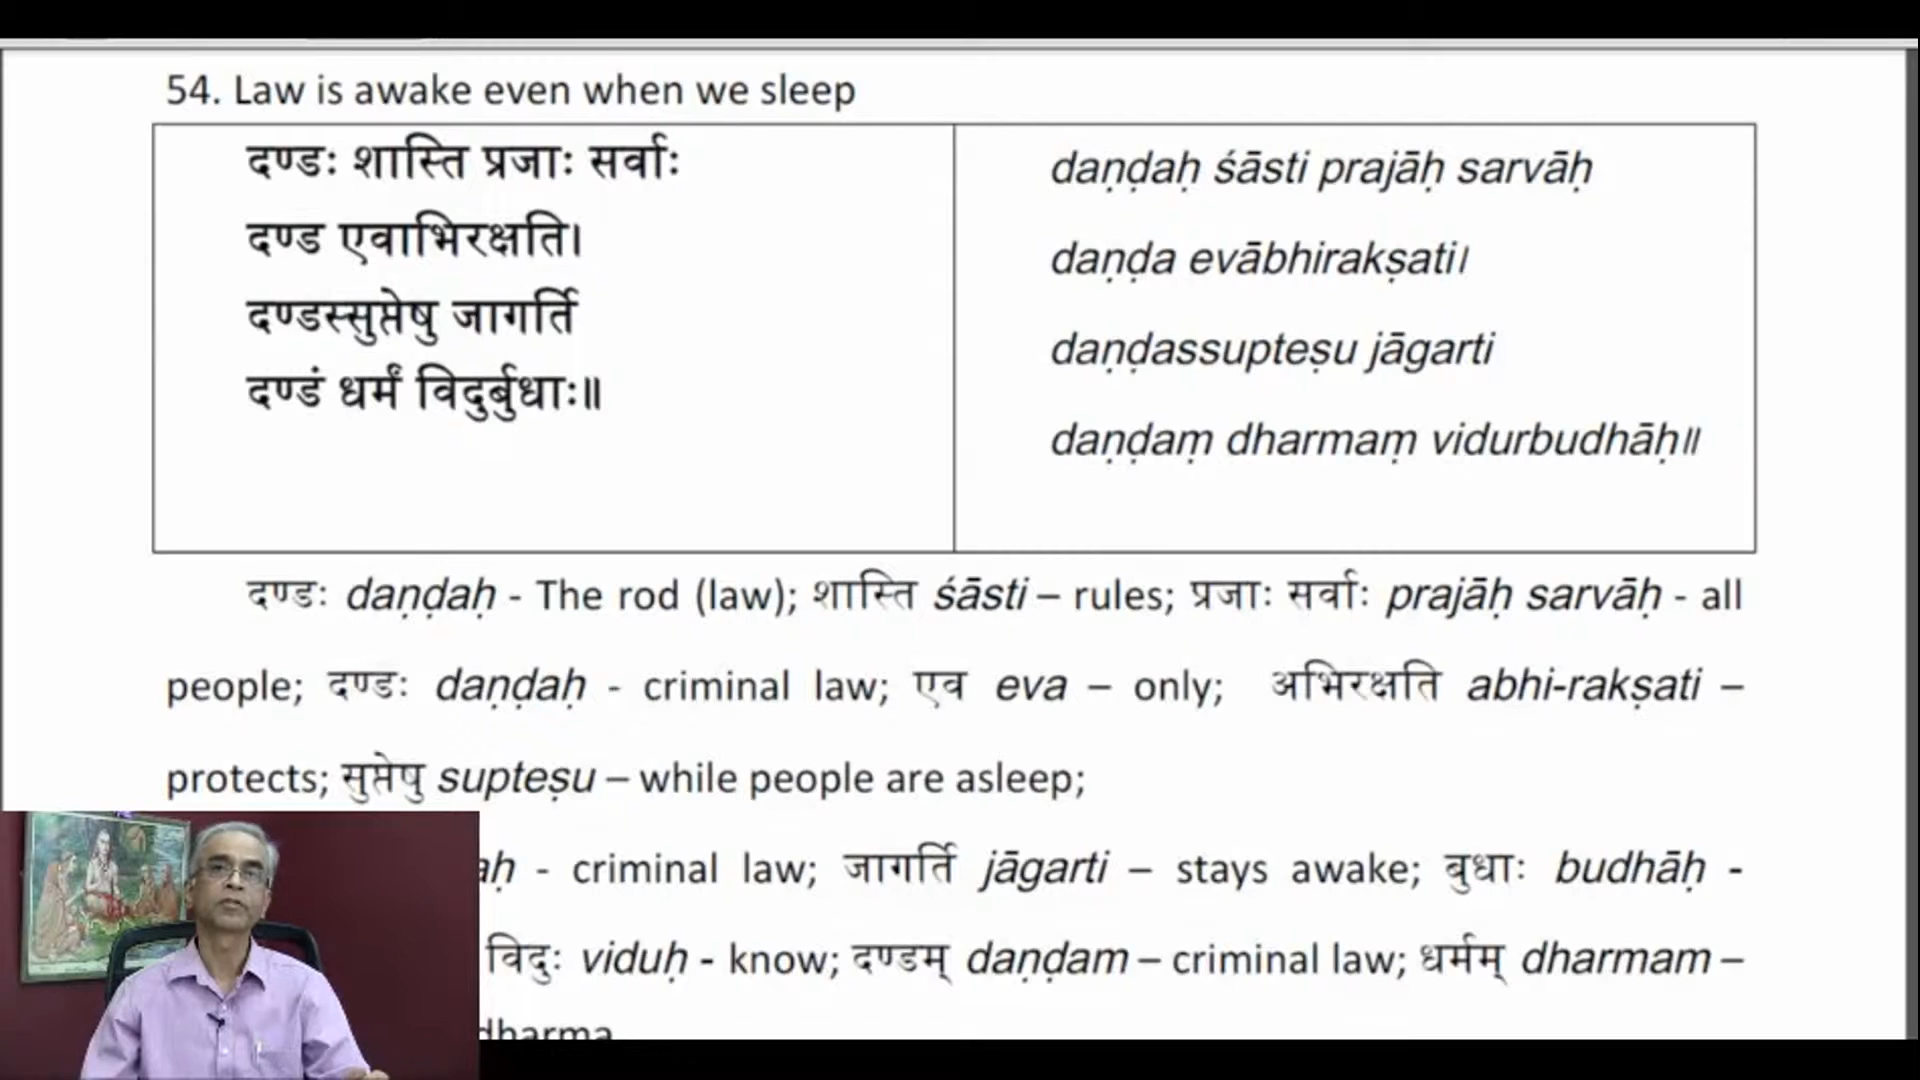 54. Law is awake even when we sleep
दण्डः शास्ति प्रजाः सर्वाः
दण्ड एवाभिरक्षति।
दण्डस्सुप्तेषु जागर्ति
दण्डं धर्मं विदुर्बुधाः॥
daṇḍaḥ śāsti prajāḥ sarvāḥ
daṇḍa evābhirakṣati।
daṇḍassupteṣu jāgarti
daṇḍaṃ dharmaṃ vidurbudhāḥ॥
दण्डः daṇḍaḥ - The rod (law); शास्ति śāsti – rules; प्रजाः सर्वाः prajāḥ sarvāḥ - all
people; दण्डः daṇḍaḥ - criminal law; एव eva – only; अभिरक्षति abhi-rakṣati –
protects; सुप्तेषु supteṣu – while people are asleep;
- criminal law; जागर्ति jāgarti – stays awake; बुधाः budhāḥ -
विदुः viduḥ - know; दण्डम् daṇḍam – criminal law; धर्मम् dharmam –
dharma